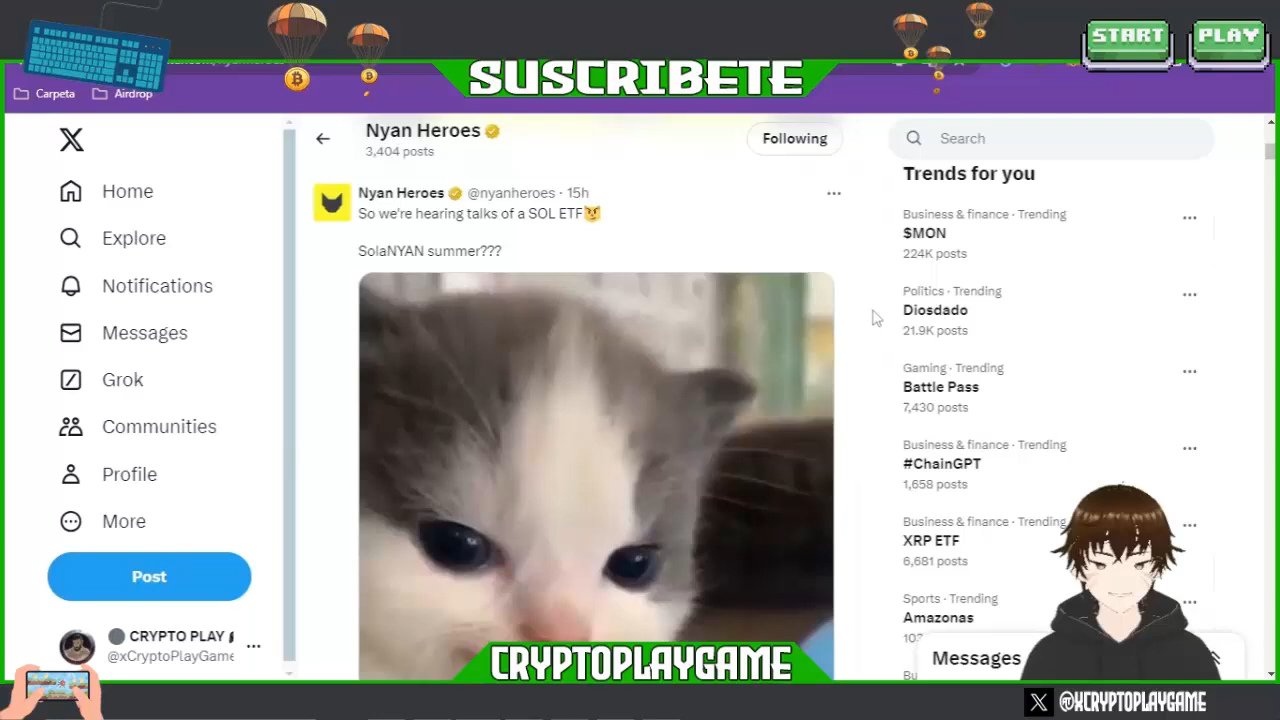 START
PLAY
SUSCRIBETE
Carpeta
Airdrop
Nyan Heroes
3,404 posts
Following
Search
Home
Explore
Notifications
Messages
Grok
Communities
Profile
More
Post
CRYPTO PLAY
@xCryptoPlayGame
Nyan Heroes @nyanheroes · 15h
So we're hearing talks of a SOL ETF
SolaNYAN summer???
Trends for you
Business & finance · Trending
$MON
224K posts
Politics · Trending
Diosdado
21.9K posts
Gaming · Trending
Battle Pass
7,430 posts
Business & finance · Trending
#ChainGPT
1,658 posts
Business & finance · Trending
XRP ETF
6,681 posts
Sports · Trending
Amazonas
Messages
CRYPTOPLAYGAME
@XCRYPTOPLAYGAME